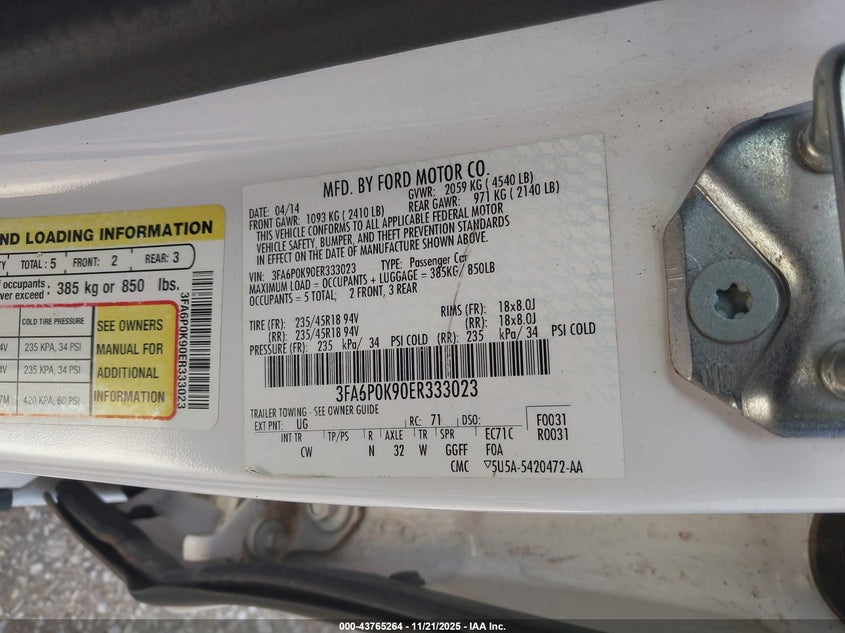 MFD. BY FORD MOTOR CO.
DATE: 04/14 GVWR: 2059 KG ( 4540 LB)
FRONT GAWR: 1093 KG ( 2410 LB) REAR GAWR: 971 KG ( 2140 LB)
THIS VEHICLE CONFORMS TO ALL APPLICABLE FEDERAL MOTOR
VEHICLE SAFETY, BUMPER, AND THEFT PREVENTION STANDARDS
IN EFFECT ON THE DATE OF MANUFACTURE SHOWN ABOVE.
VIN: 3FA6P0K90ER333023 TYPE: Passenger Car
MAXIMUM LOAD = OCCUPANTS + LUGGAGE = 385KG/ 850LB
OCCUPANTS = 5 TOTAL; 2 FRONT, 3 REAR
TIRE (FR): 235/45R18 94V RIMS (FR): 18x8.0J
(RR): 235/45R18 94V (RR): 18x8.0J
PRESSURE (FR): 235 kPa/ 34 PSI COLD (RR): 235 kPa/ 34 PSI COLD
3FA6P0K90ER333023
TRAILER TOWING - SEE OWNER GUIDE
EXT PNT: UG RC: 71 DSO: F0031
INT TR TP/PS R AXLE TR SPR EC71C R0031
CW N 32 W GGFF F0A
CMC ▽5U5A-5420472-AA
ND LOADING INFORMATION
TY TOTAL: 5 FRONT: 2 REAR: 3
of occupants
ver exceed : 385 kg or 850 lbs.
COLD TIRE PRESSURE
4V 235 KPA, 34 PSI
4V 235 KPA, 34 PSI
7M 420 KPA, 60 PSI
SEE OWNERS
MANUAL FOR
ADDITIONAL
INFORMATION
3FA6P0K90ER333023
000-43765264 - 11/21/2025 - IAA Inc.